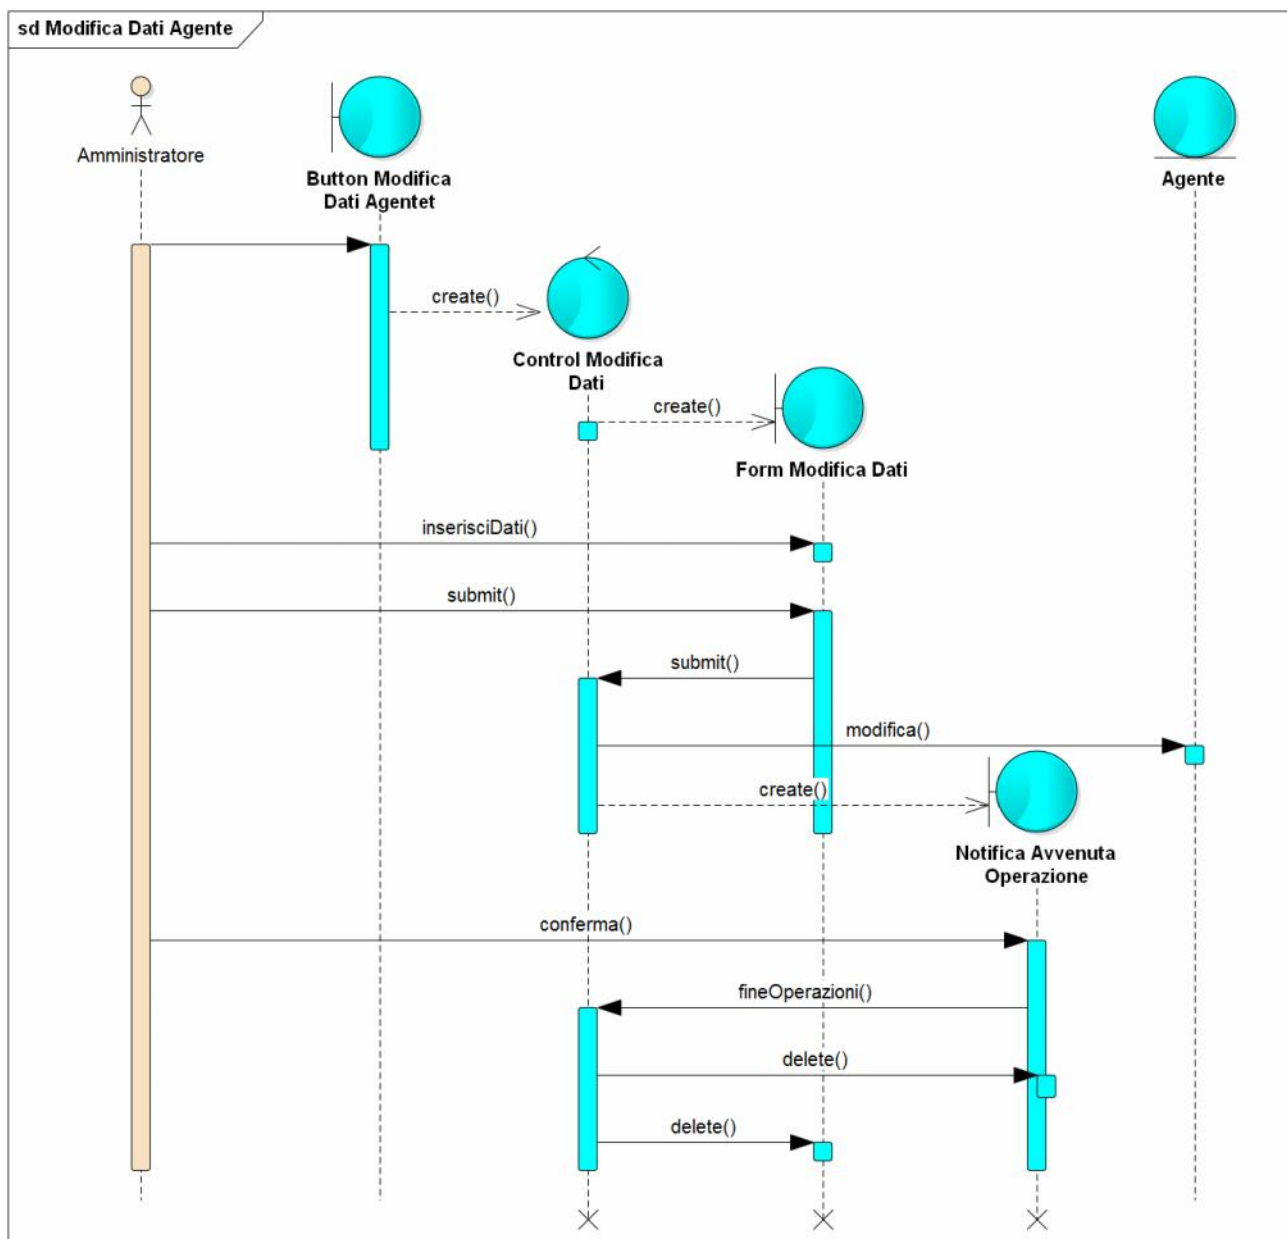 sd Modifica Dati Agente
Amministratore
Button Modifica
Dati Agentet
Agente
create()
Control Modifica
Dati
create()
Form Modifica Dati
inserisciDati()
submit()
submit()
modifica()
create()
Notifica Avvenuta
Operazione
conferma()
fineOperazioni()
delete()
delete()